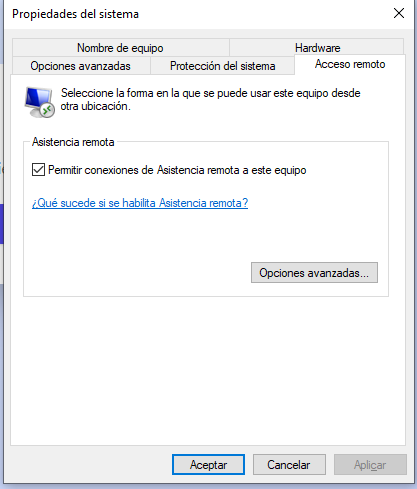 Propiedades del sistema
Nombre de equipo
Hardware
Opciones avanzadas
Protección del sistema
Acceso remoto
Seleccione la forma en la que se puede usar este equipo desde
otra ubicación.
Asistencia remota
Permitir conexiones de Asistencia remota a este equipo
¿Qué sucede si se habilita Asistencia remota?
Opciones avanzadas...
Aceptar
Cancelar
Aplicar